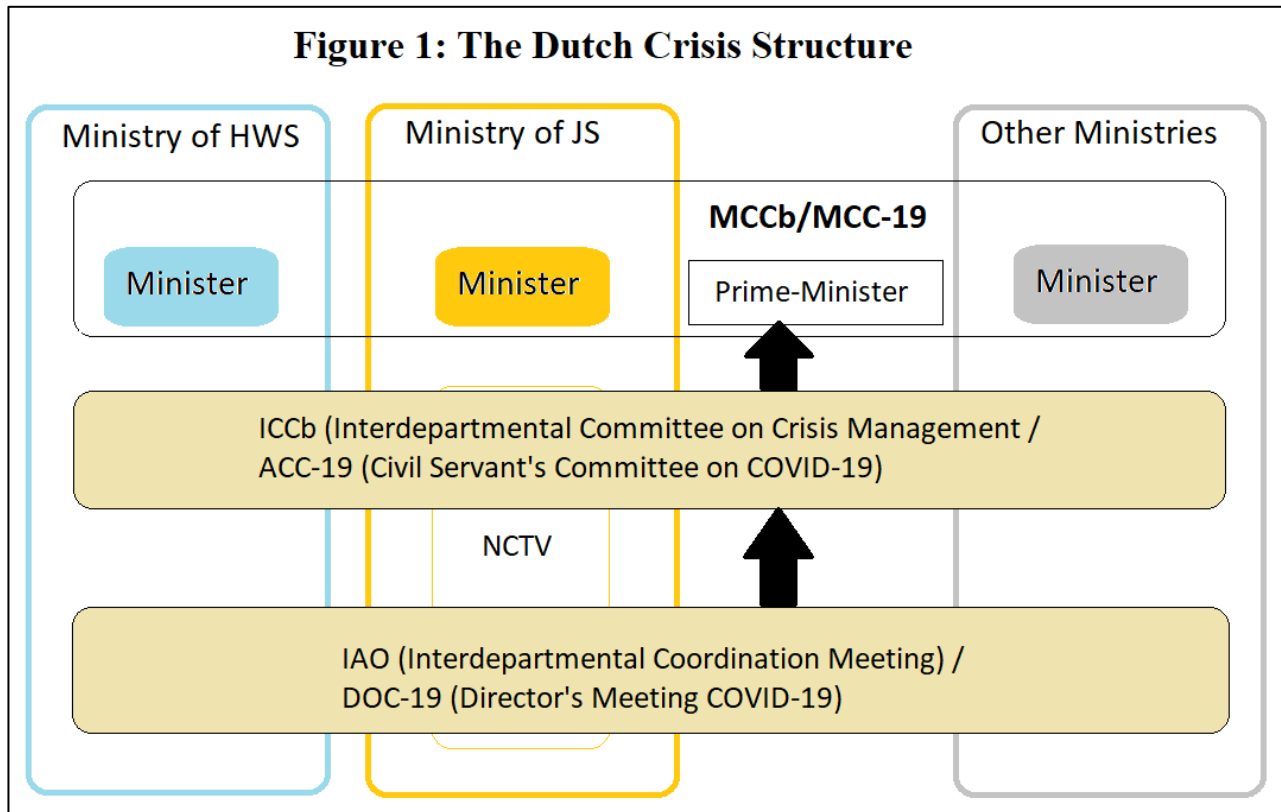 Figure 1: The Dutch Crisis Structure
Ministry of HWS
Ministry of JS
Other Ministries
MCCb/MCC-19
Minister
Minister
Prime-Minister
Minister
ICCb (Interdepartmental Committee on Crisis Management /
ACC-19 (Civil Servant's Committee on COVID-19)
NCTV
IAO (Interdepartmental Coordination Meeting) /
DOC-19 (Director's Meeting COVID-19)